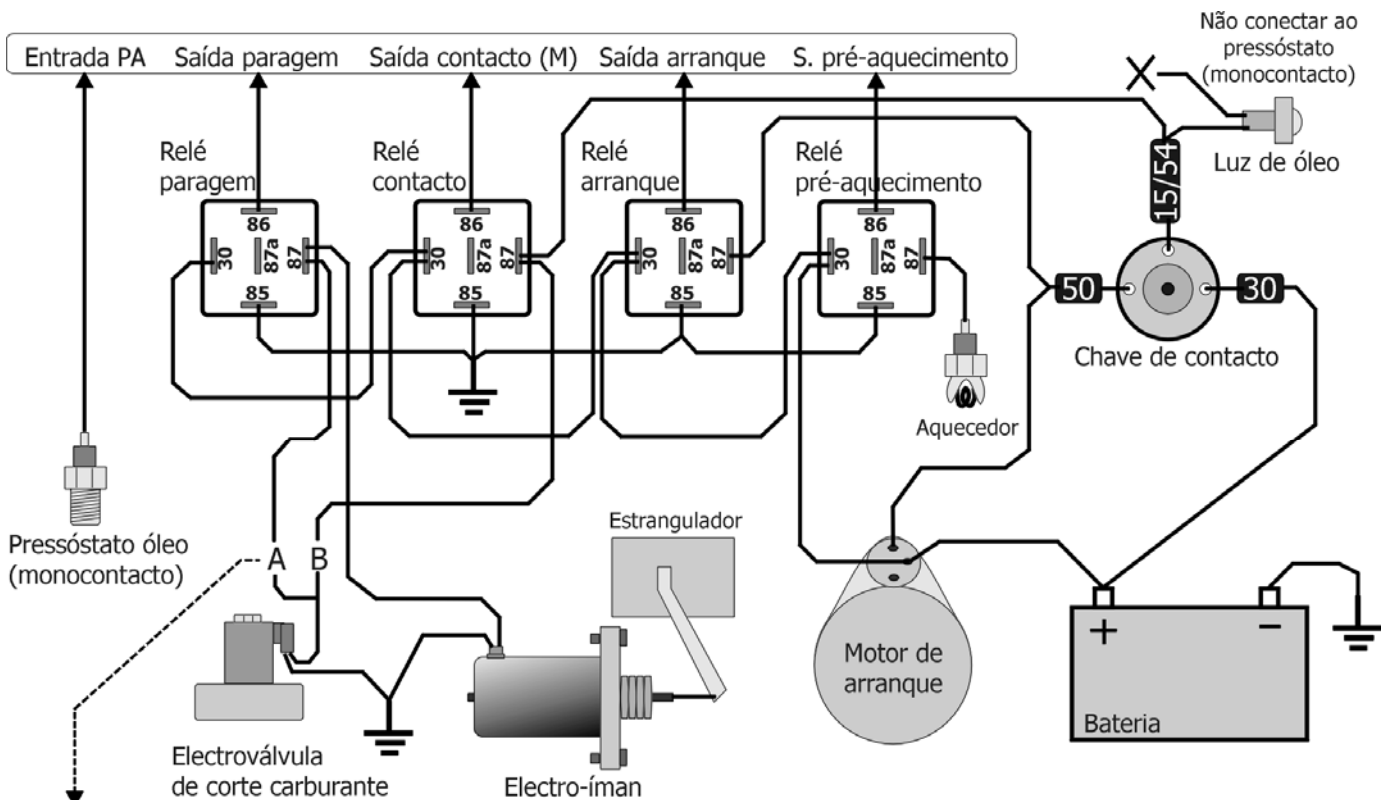 Não conectar ao
pressóstato
(monocontacto)
Entrada PA Saída paragem Saída contacto (M) Saída arranque S. pré-aquecimento
Luz de óleo
Relé
paragem
Relé
contacto
Relé
arranque
Relé
pré-aquecimento
15/54
86
30
87a
87
85
86
30
87a
87
85
86
30
87a
87
85
86
30
87a
87
85
50
30
Chave de contacto
Aquecedor
Pressóstato óleo
(monocontacto)
A B
Estrangulador
Motor de
arranque
+ −
Bateria
Electroválvula
de corte carburante
Electro-íman